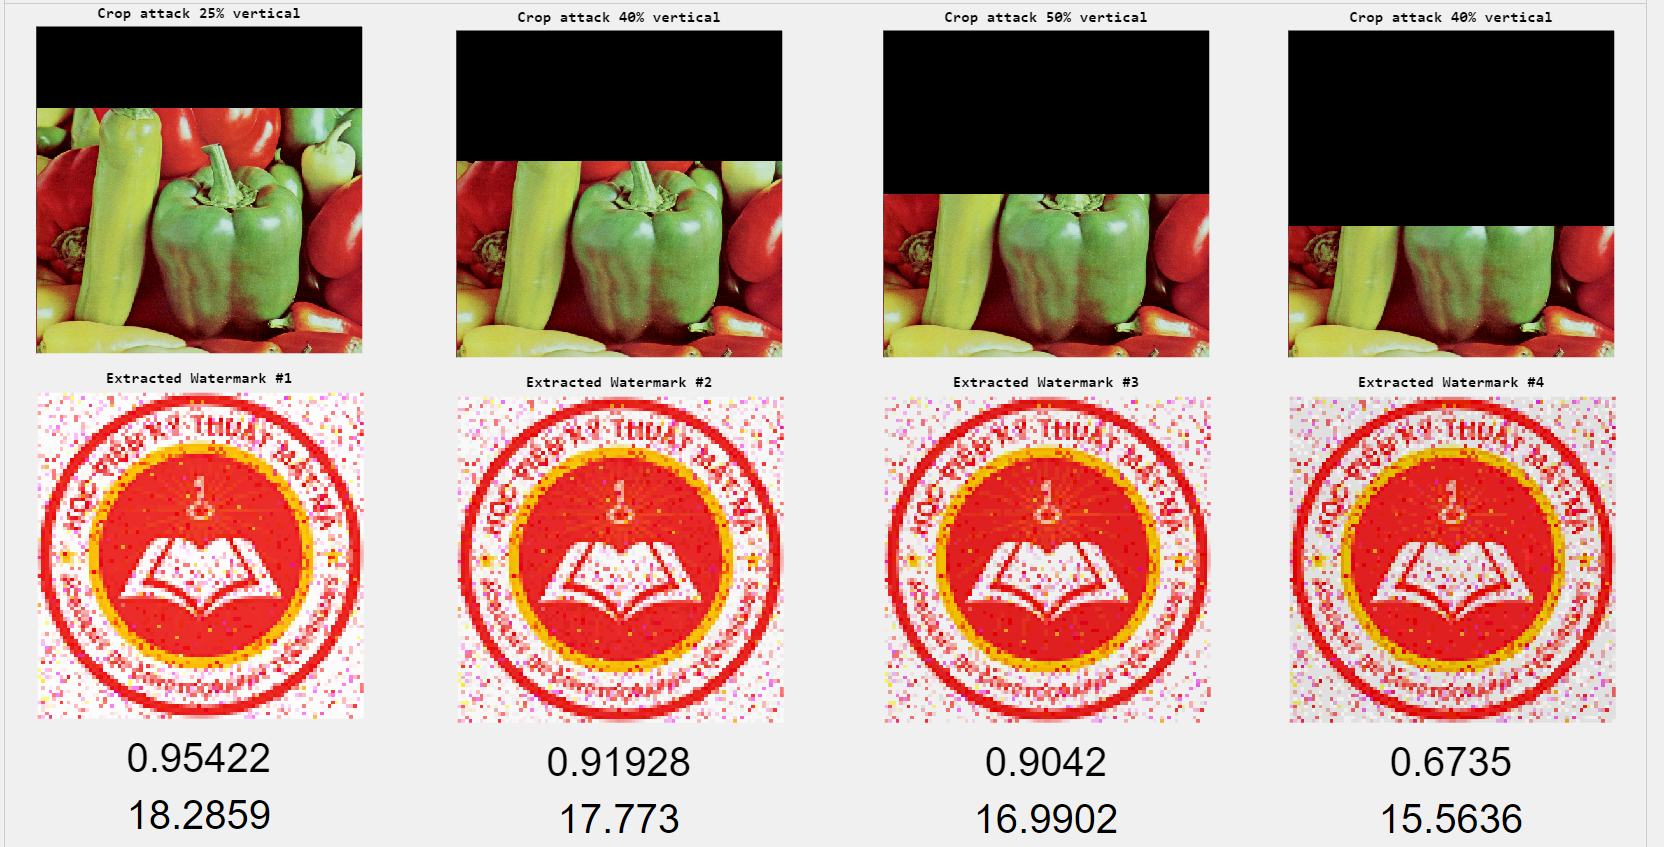 Crop attack 25% vertical
Crop attack 40% vertical
Crop attack 50% vertical
Crop attack 40% vertical
Extracted Watermark #1
Extracted Watermark #2
Extracted Watermark #3
Extracted Watermark #4
0.95422
0.91928
0.9042
0.6735
18.2859
17.773
16.9902
15.5636